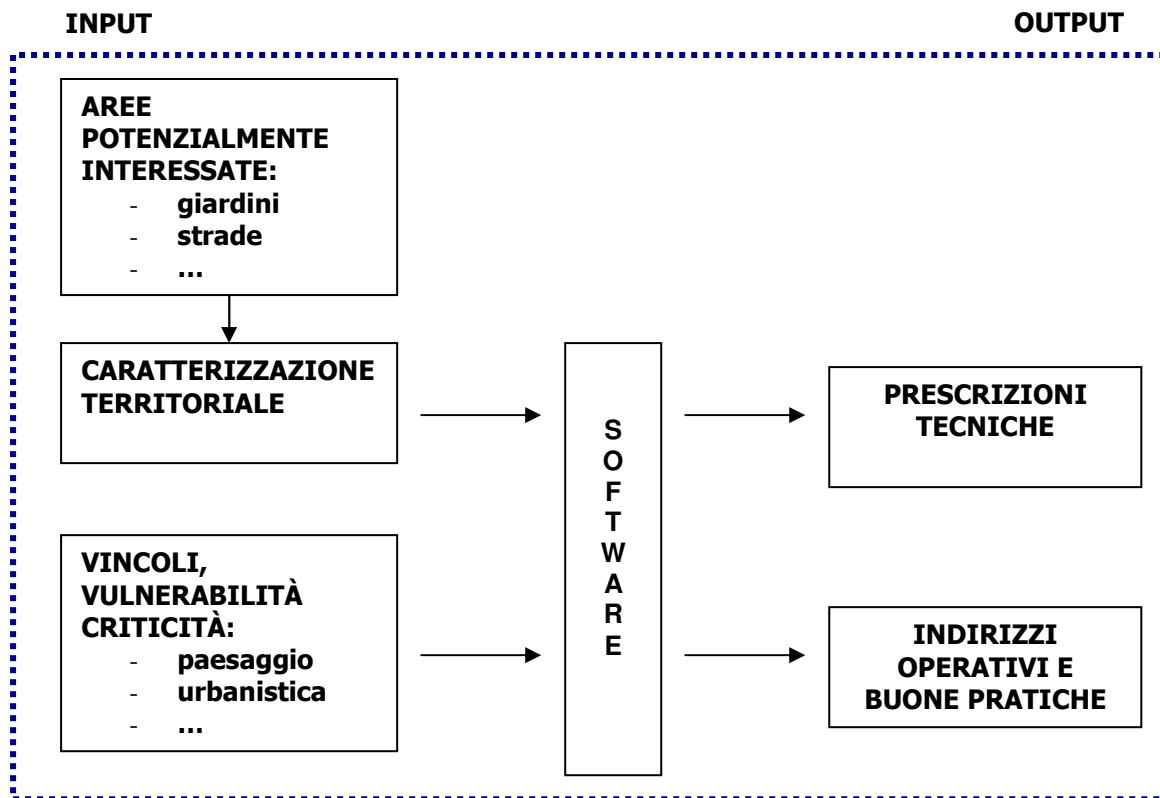 INPUT
OUTPUT
AREE
POTENZIALMENTE
INTERESSATE:
- giardini
- strade
- ...
CARATTERIZZAZIONE
TERRITORIALE
VINCOLI,
VULNERABILITÀ
CRITICITÀ:
- paesaggio
- urbanistica
- ...
SOFTWARE
PRESCRIZIONI
TECNICHE
INDIRIZZI
OPERATIVI E
BUONE PRATICHE